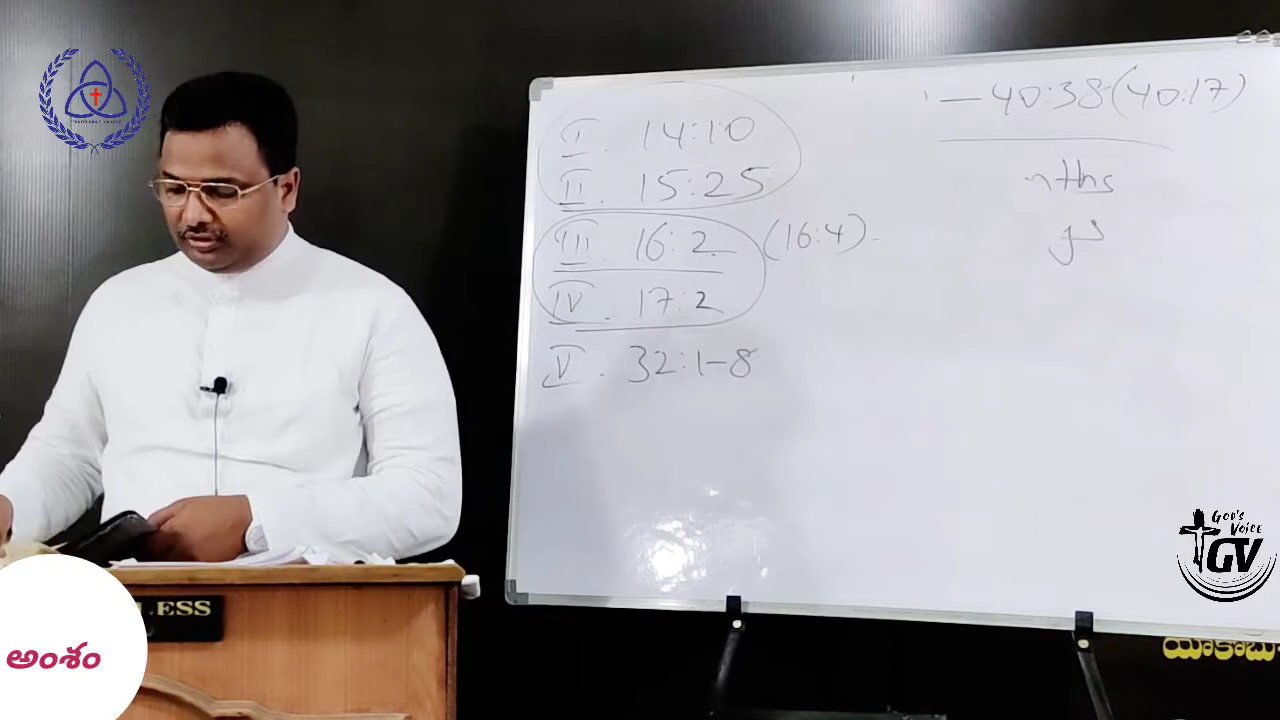 I. 14:10
II. 15:25
III. 16:2 (16:4)
IV. 17:2
V. 32:1-8
— 40:38 (40:17)
nths
GOD'S
VOICE
GV
LESS
అంశం
యాకోబు